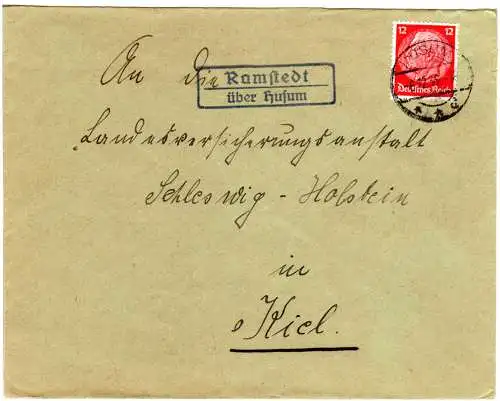 12 12
Deutsches Reich
An die
Ramstedt
über Husum
Landesversicherungsanstalt
Schleswig - Holstein
in
Kiel.